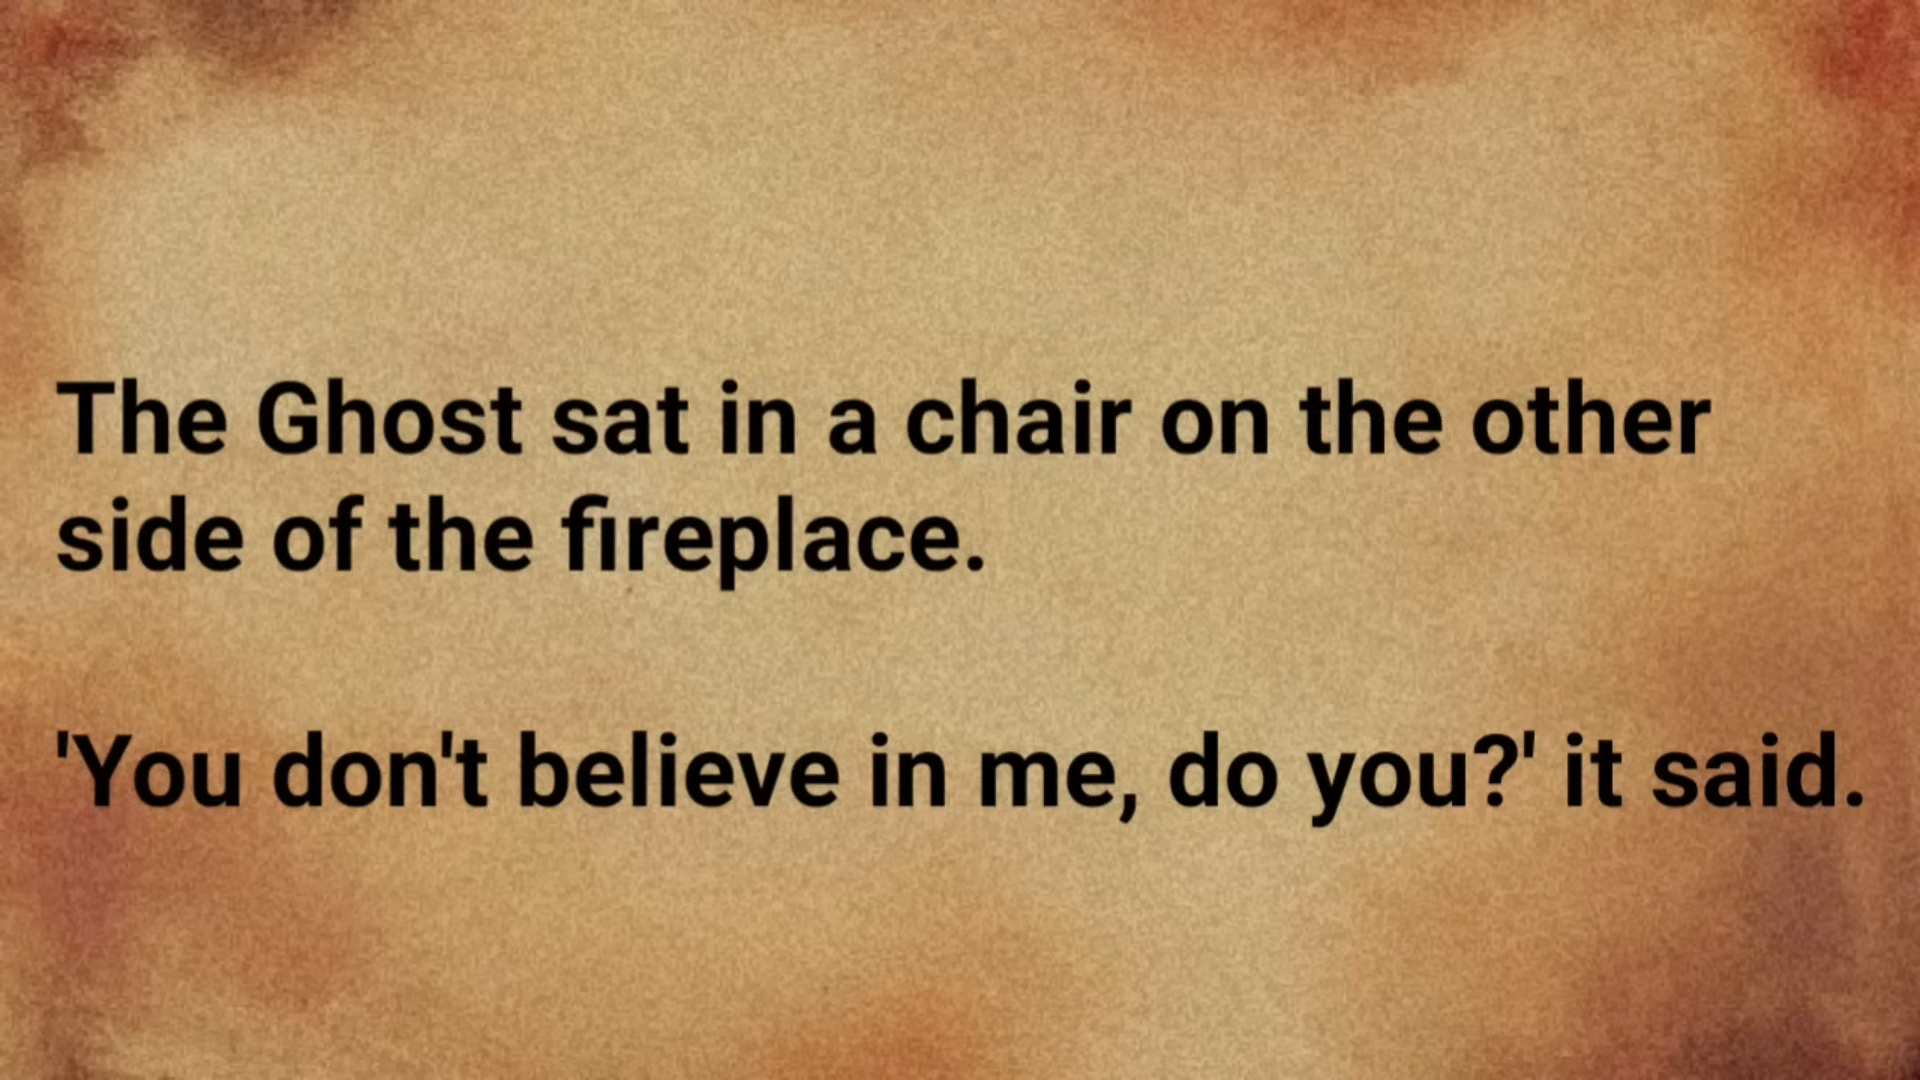 The Ghost sat in a chair on the other
side of the fireplace.
'You don't believe in me, do you?' it said.